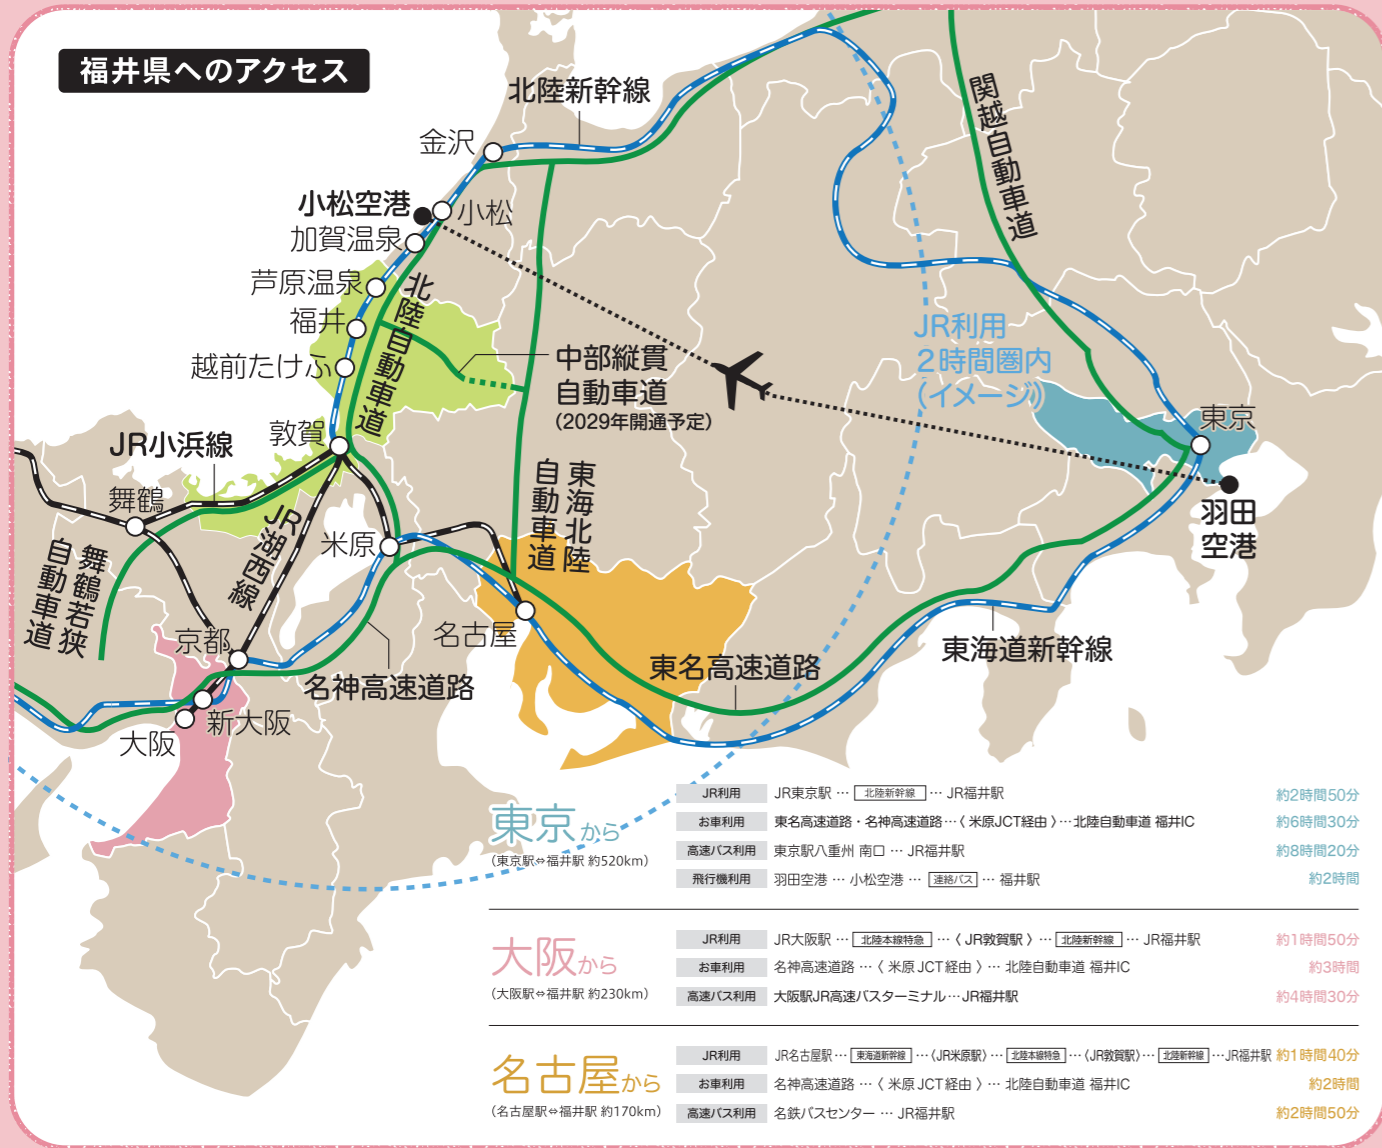 福井県へのアクセス
北陸新幹線
関越自動車道
金沢
小松空港
小松
加賀温泉
芦原温泉
北陸自動車道
福井
越前たけふ
中部縦貫
自動車道
(2029年開通予定)
JR利用
2時間圏内
(イメージ)
東京
敦賀
JR小浜線
舞鶴
JR湖西線
米原
東海北陸
自動車道
羽田
空港
舞鶴若狭
自動車道
京都
名古屋
東海道新幹線
東名高速道路
名神高速道路
新大阪
大阪
東京から
(東京駅⇔福井駅 約520km)
JR利用 JR東京駅 … 北陸新幹線 … JR福井駅 約2時間50分
お車利用 東名高速道路・名神高速道路…〈 米原JCT経由 〉…北陸自動車道 福井IC 約6時間30分
高速バス利用 東京駅八重州 南口 … JR福井駅 約8時間20分
飛行機利用 羽田空港 … 小松空港 … 連絡バス … 福井駅 約2時間
大阪から
(大阪駅⇔福井駅 約230km)
JR利用 JR大阪駅 … 北陸本線特急 …〈 JR敦賀駅 〉… 北陸新幹線 … JR福井駅 約1時間50分
お車利用 名神高速道路 …〈 米原JCT経由 〉… 北陸自動車道 福井IC 約3時間
高速バス利用 大阪駅JR高速バスターミナル…JR福井駅 約4時間30分
名古屋から
(名古屋駅⇔福井駅 約170km)
JR利用 JR名古屋駅… 東海道新幹線 …〈JR米原駅〉… 北陸本線特急 …〈JR敦賀駅〉… 北陸新幹線 …JR福井駅 約1時間40分
お車利用 名神高速道路 …〈 米原JCT経由 〉… 北陸自動車道 福井IC 約2時間
高速バス利用 名鉄バスセンター … JR福井駅 約2時間50分